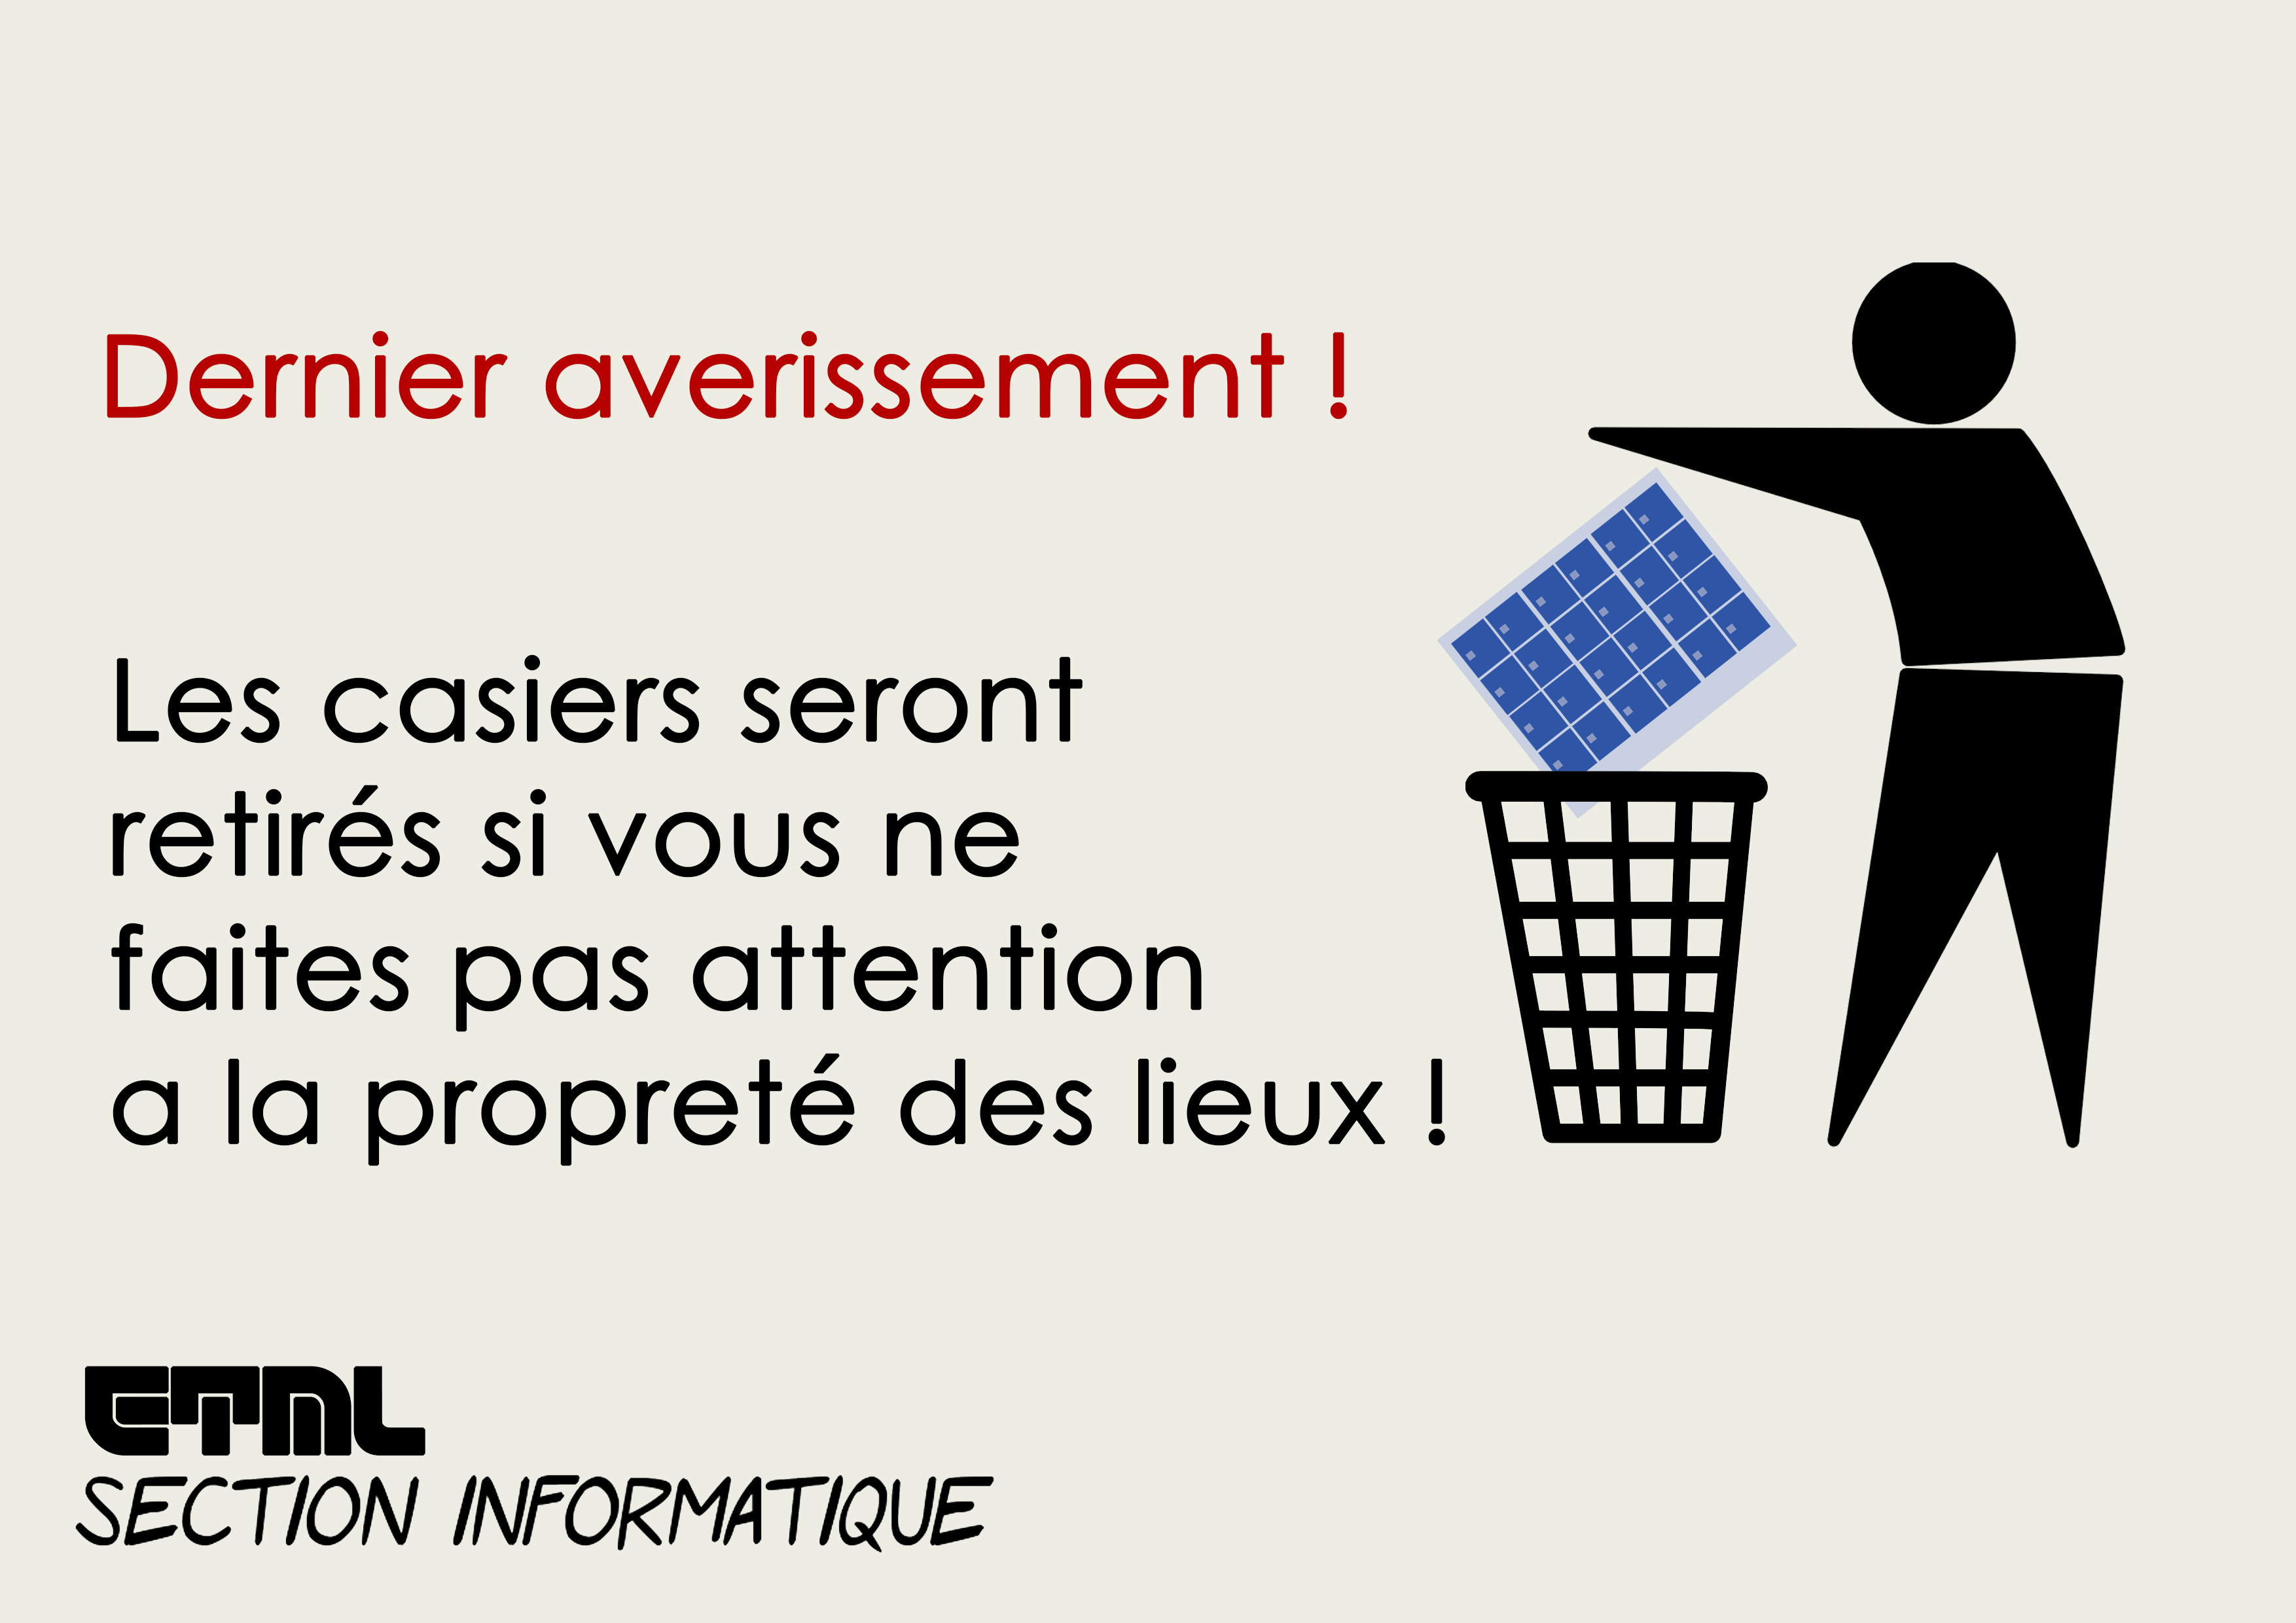 Dernier averissement !
Les casiers seront
retirés si vous ne
faites pas attention
a la propreté des lieux !
ETML
SECTION INFORMATIQUE